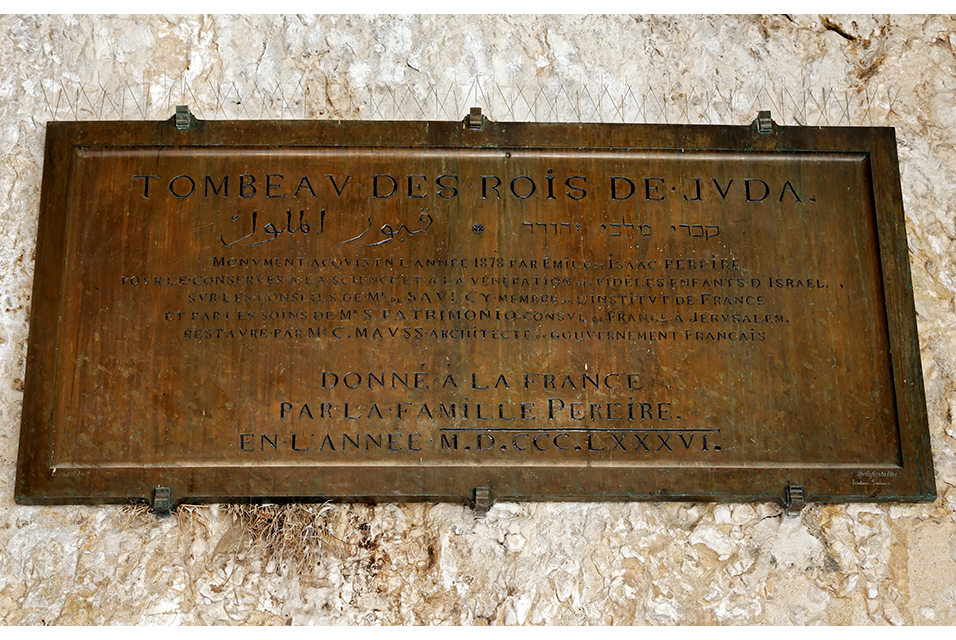 TOMBEAV · DES · ROIS · DE · JVDA.
قبور الملوك * קברי מלכי יהודה
MONVMENT ACQVIS EN L'ANNÉE 1878 PAR EMILE ET ISAAC PEREIRE
POUR LE CONSERVER A LA SCIENCE ET A LA VÉNÉRATION DES FIDÈLES ENFANTS D'ISRAEL.
SVR LES CONSEILS DE MR DE SAVLCY · MEMBRE DE L'INSTITVT DE FRANCE
ET PAR LES SOINS DE MR S. PATRIMONIO · CONSVL DE FRANCE A JÉRVSALEM.
RESTAVRÉ · PAR · MR C. MAVSS · ARCHITECTE DV GOVVERNEMENT FRANÇAIS
DONNÉ · A · LA · FRANCE
PAR · LA · FAMILLE PEREIRE.
EN L'ANNÉE · M.D.CCC.LXXXVI.